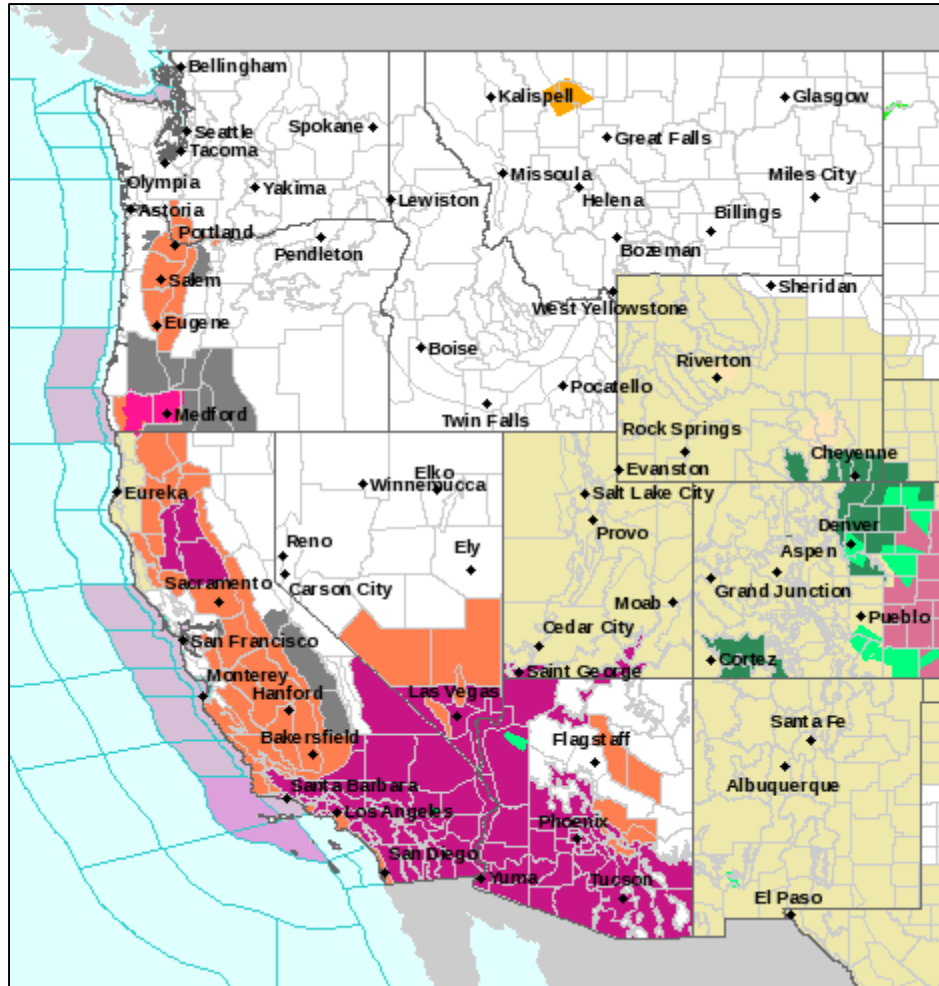 Bellingham
Kalispell
Glasgow
Seattle
Spokane
Great Falls
Tacoma
Missoula
Miles City
Olympia
Yakima
Lewiston
Helena
Astoria
Billings
Portland
Pendleton
Bozeman
Salem
Sheridan
West Yellowstone
Eugene
Boise
Riverton
Pocatello
Medford
Twin Falls
Rock Springs
Cheyenne
Elko
Evanston
Eureka
Winnemucca
Salt Lake City
Provo
Denver
Reno
Ely
Aspen
Sacramento
Carson City
Grand Junction
Moab
Pueblo
San Francisco
Cedar City
Cortez
Monterey
Saint George
Hanford
Las Vegas
Santa Fe
Flagstaff
Bakersfield
Albuquerque
Santa Barbara
Los Angeles
Phoenix
San Diego
Yuma
Tucson
El Paso